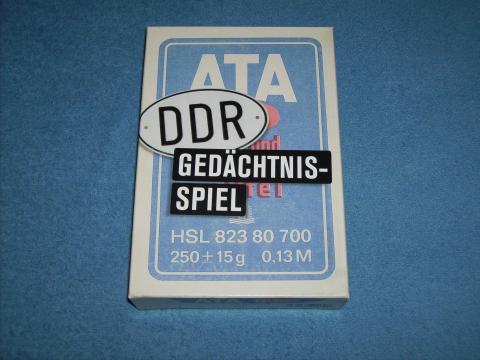 ATA
DDR
GEDÄCHTNIS-
SPIEL
HSL 823 80 700
250 ± 15 g 0,13 M